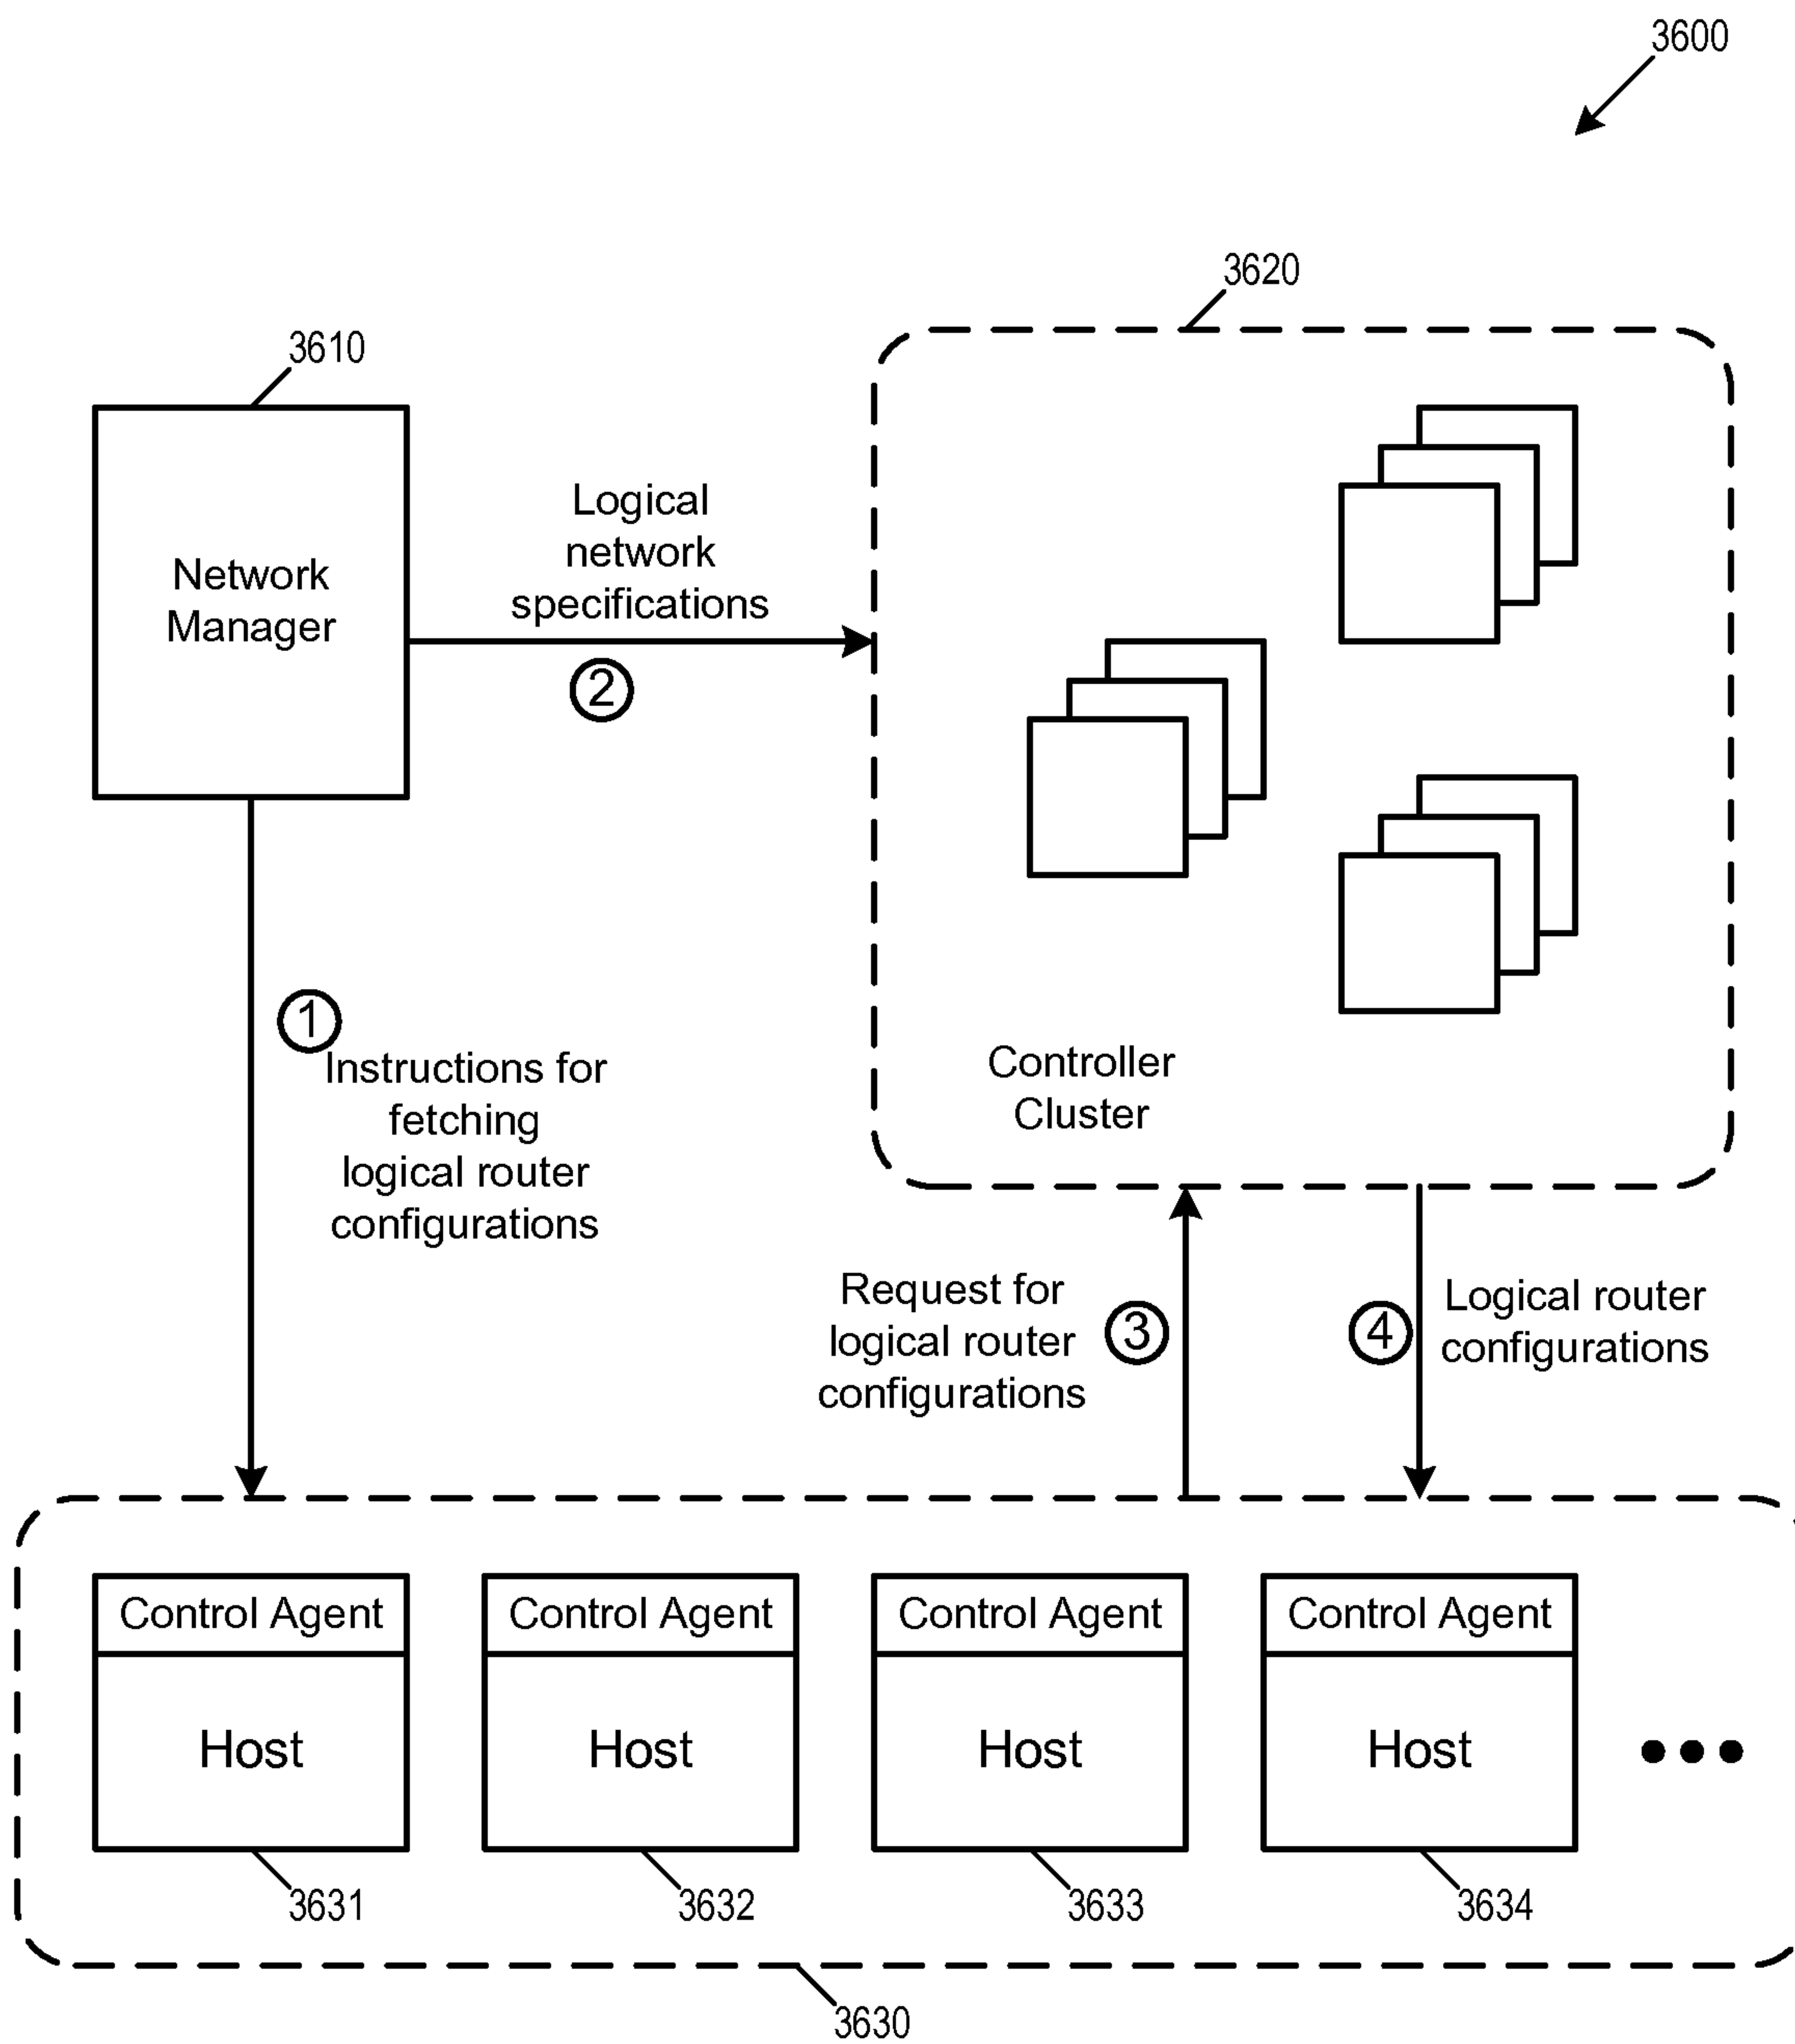 3600
3620
3610
Network
Manager
Logical
network
specifications
2
1
Instructions for
fetching
logical router
configurations
Controller
Cluster
Request for
logical router
configurations
3
4
Logical router
configurations
Control Agent
Host
3631
Control Agent
Host
3632
Control Agent
Host
3633
Control Agent
Host
3634
3630